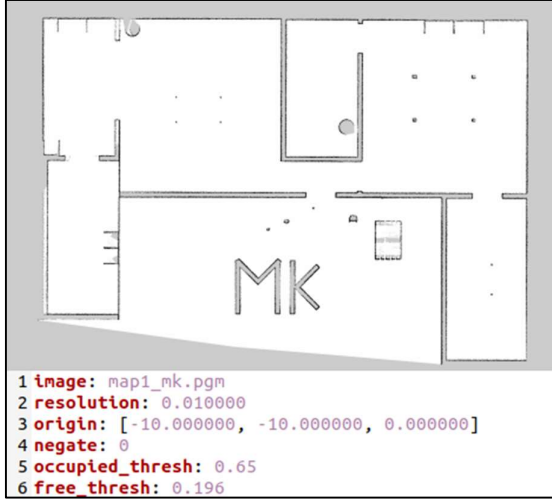 MK
1 image: map1_mk.pgm
2 resolution: 0.010000
3 origin: [-10.000000, -10.000000, 0.000000]
4 negate: 0
5 occupied_thresh: 0.65
6 free_thresh: 0.196